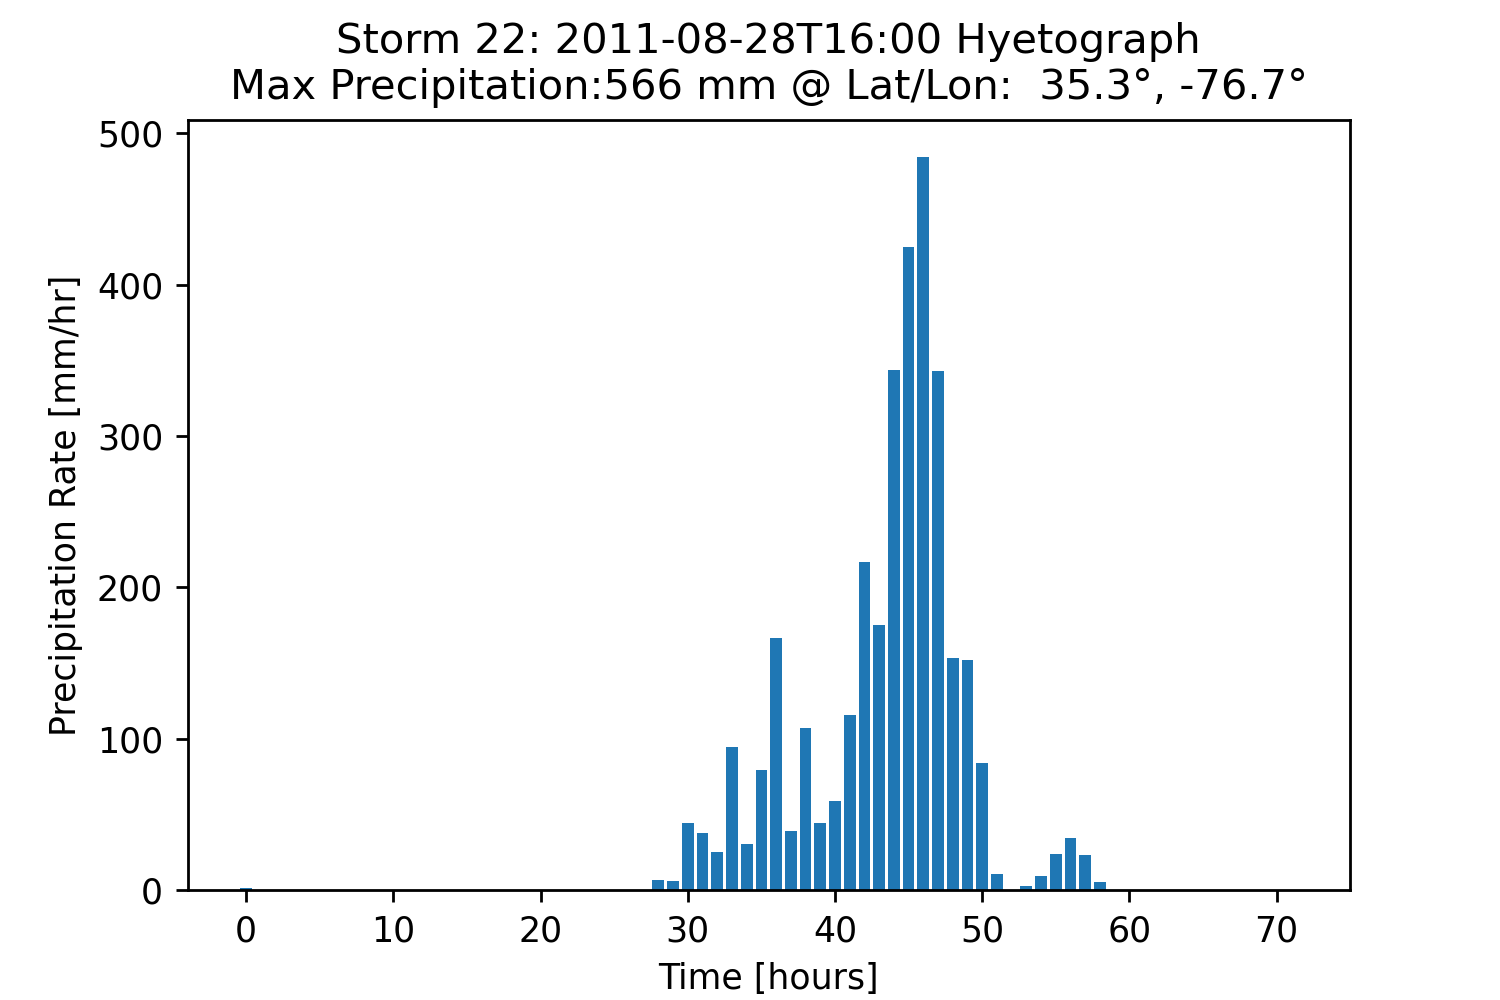 Storm 22: 2011-08-28T16:00 Hyetograph
Max Precipitation:566 mm @ Lat/Lon:  35.3°, -76.7°
500
400
300
200
100
0
Precipitation Rate [mm/hr]
0 10 20 30 40 50 60 70
Time [hours]